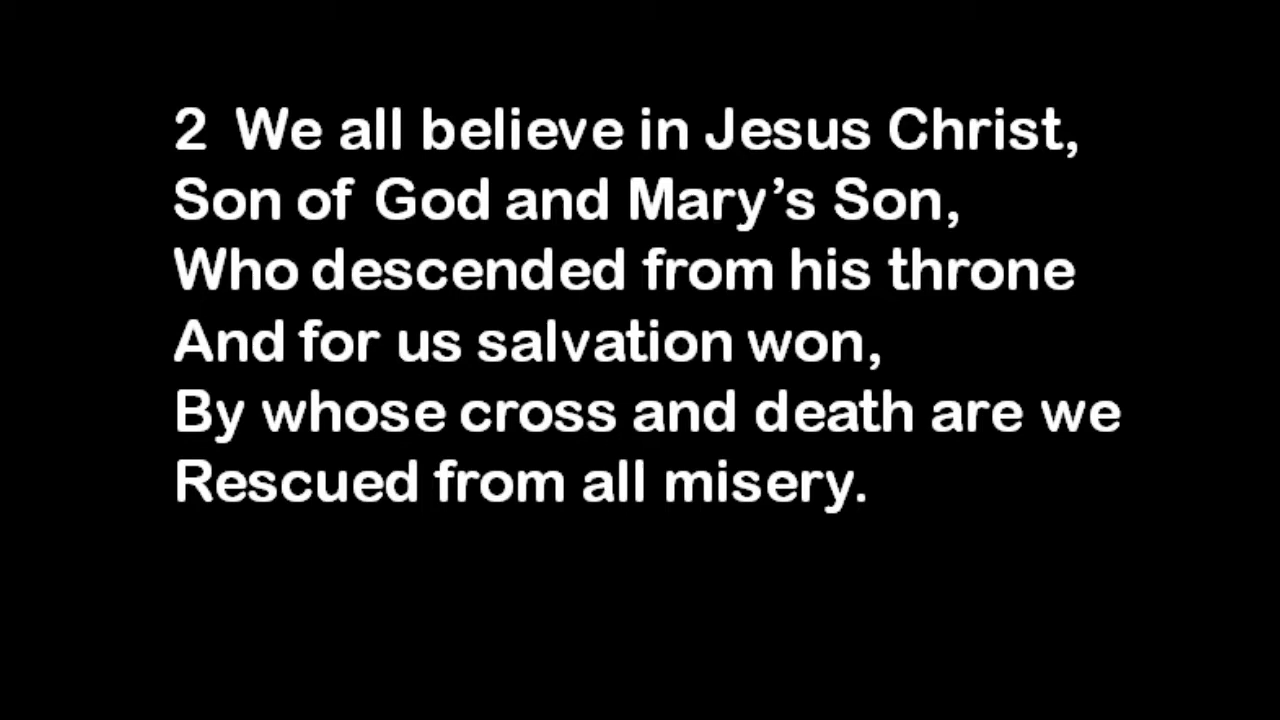 2 We all believe in Jesus Christ,
Son of God and Mary’s Son,
Who descended from his throne
And for us salvation won,
By whose cross and death are we
Rescued from all misery.